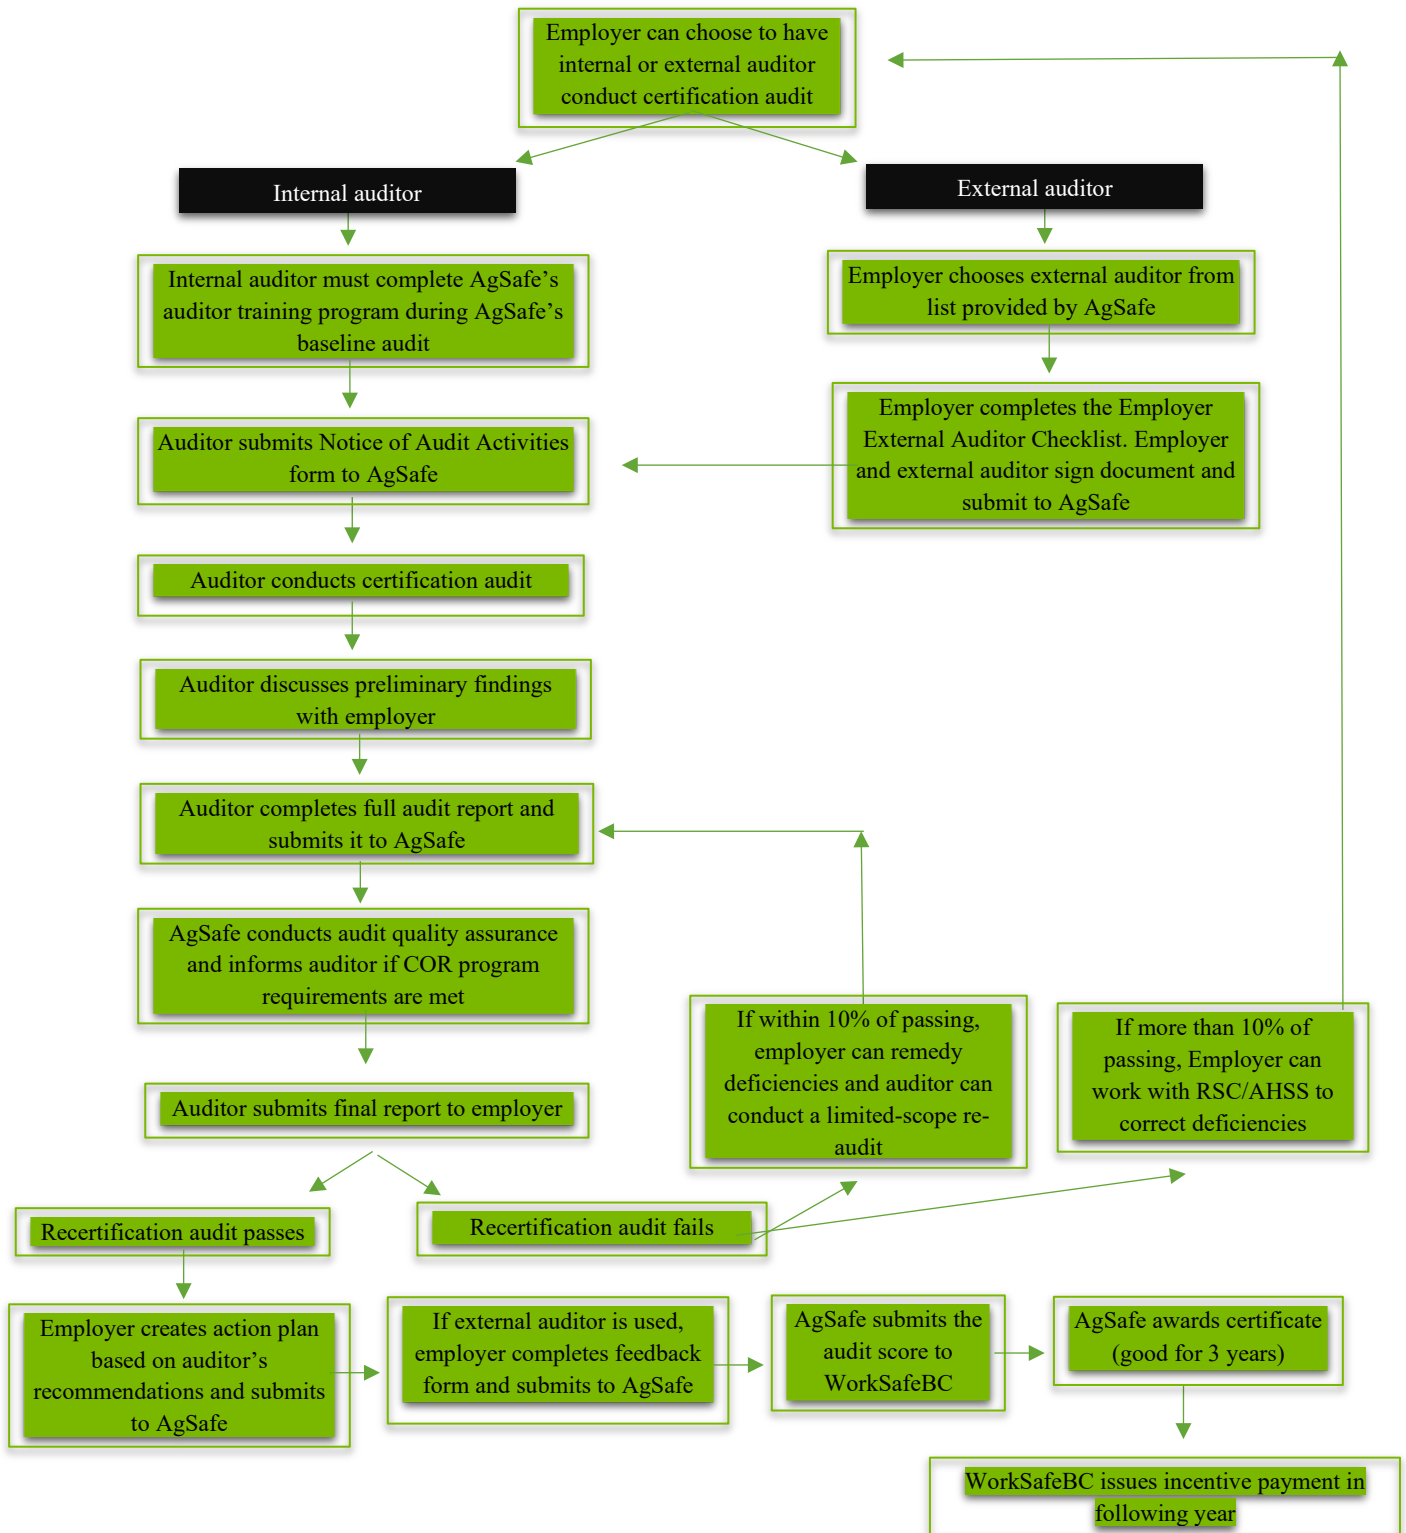 Employer can choose to have
internal or external auditor
conduct certification audit
Internal auditor
External auditor
Internal auditor must complete AgSafe’s
auditor training program during AgSafe’s
baseline audit
Employer chooses external auditor from
list provided by AgSafe
Employer completes the Employer
External Auditor Checklist. Employer
and external auditor sign document and
submit to AgSafe
Auditor submits Notice of Audit Activities
form to AgSafe
Auditor conducts certification audit
Auditor discusses preliminary findings
with employer
Auditor completes full audit report and
submits it to AgSafe
AgSafe conducts audit quality assurance
and informs auditor if COR program
requirements are met
If within 10% of passing,
employer can remedy
deficiencies and auditor can
conduct a limited-scope re-
audit
If more than 10% of
passing, Employer can
work with RSC/AHSS to
correct deficiencies
Auditor submits final report to employer
Recertification audit passes
Recertification audit fails
Employer creates action plan
based on auditor’s
recommendations and submits
to AgSafe
If external auditor is used,
employer completes feedback
form and submits to AgSafe
AgSafe submits the
audit score to
WorkSafeBC
AgSafe awards certificate
(good for 3 years)
WorkSafeBC issues incentive payment in
following year